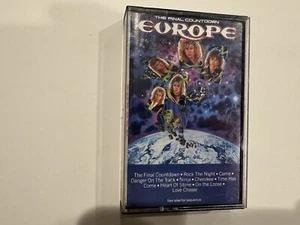 THE FINAL COUNTDOWN
EUROPE
The Final Countdown • Rock The Night • Carrie •
Danger On The Track • Ninja • Cherokee • Time Has
Come • Heart Of Stone • On the Loose •
Love Chaser